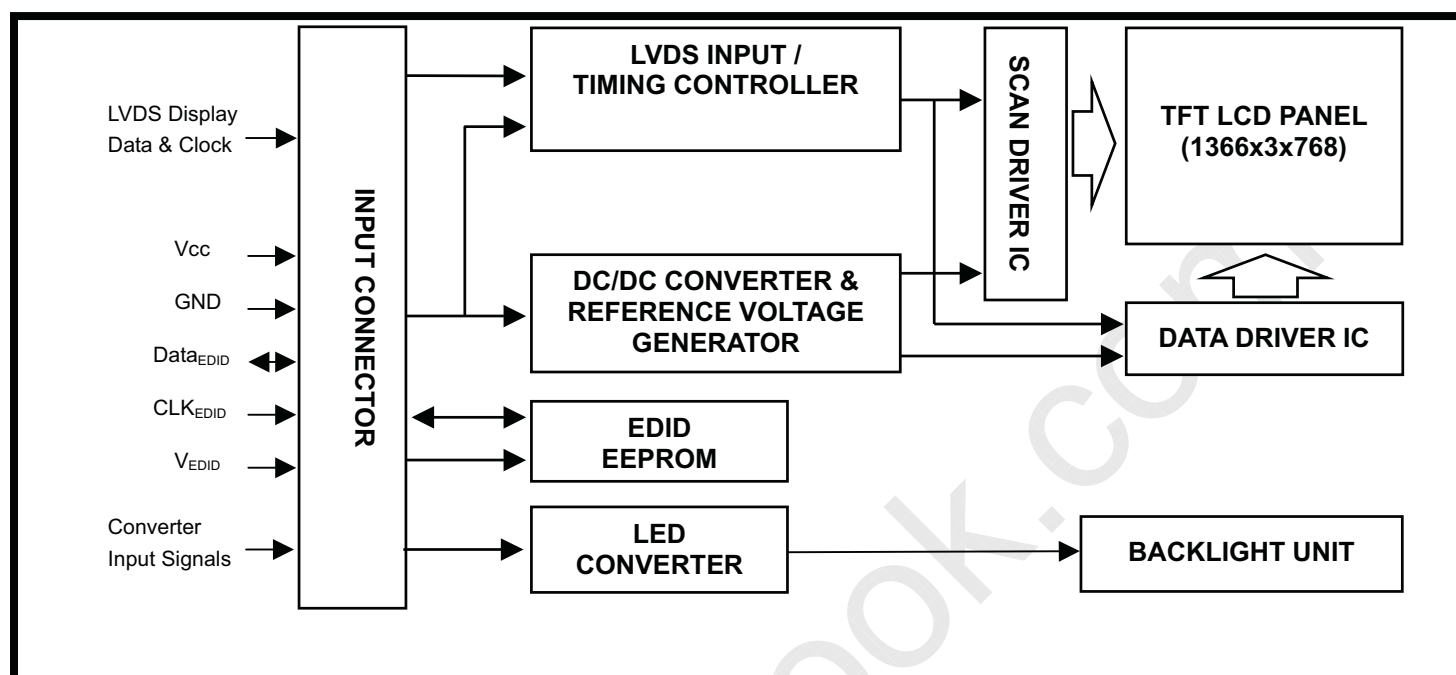 LVDS INPUT /
TIMING CONTROLLER
SCAN DRIVER IC
TFT LCD PANEL
(1366x3x768)
LVDS Display
Data & Clock
INPUT CONNECTOR
Vcc
GND
DataEDID
CLKEDID
VEDID
Converter
Input Signals
DC/DC CONVERTER &
REFERENCE VOLTAGE
GENERATOR
DATA DRIVER IC
EDID
EEPROM
LED
CONVERTER
BACKLIGHT UNIT
ook.com